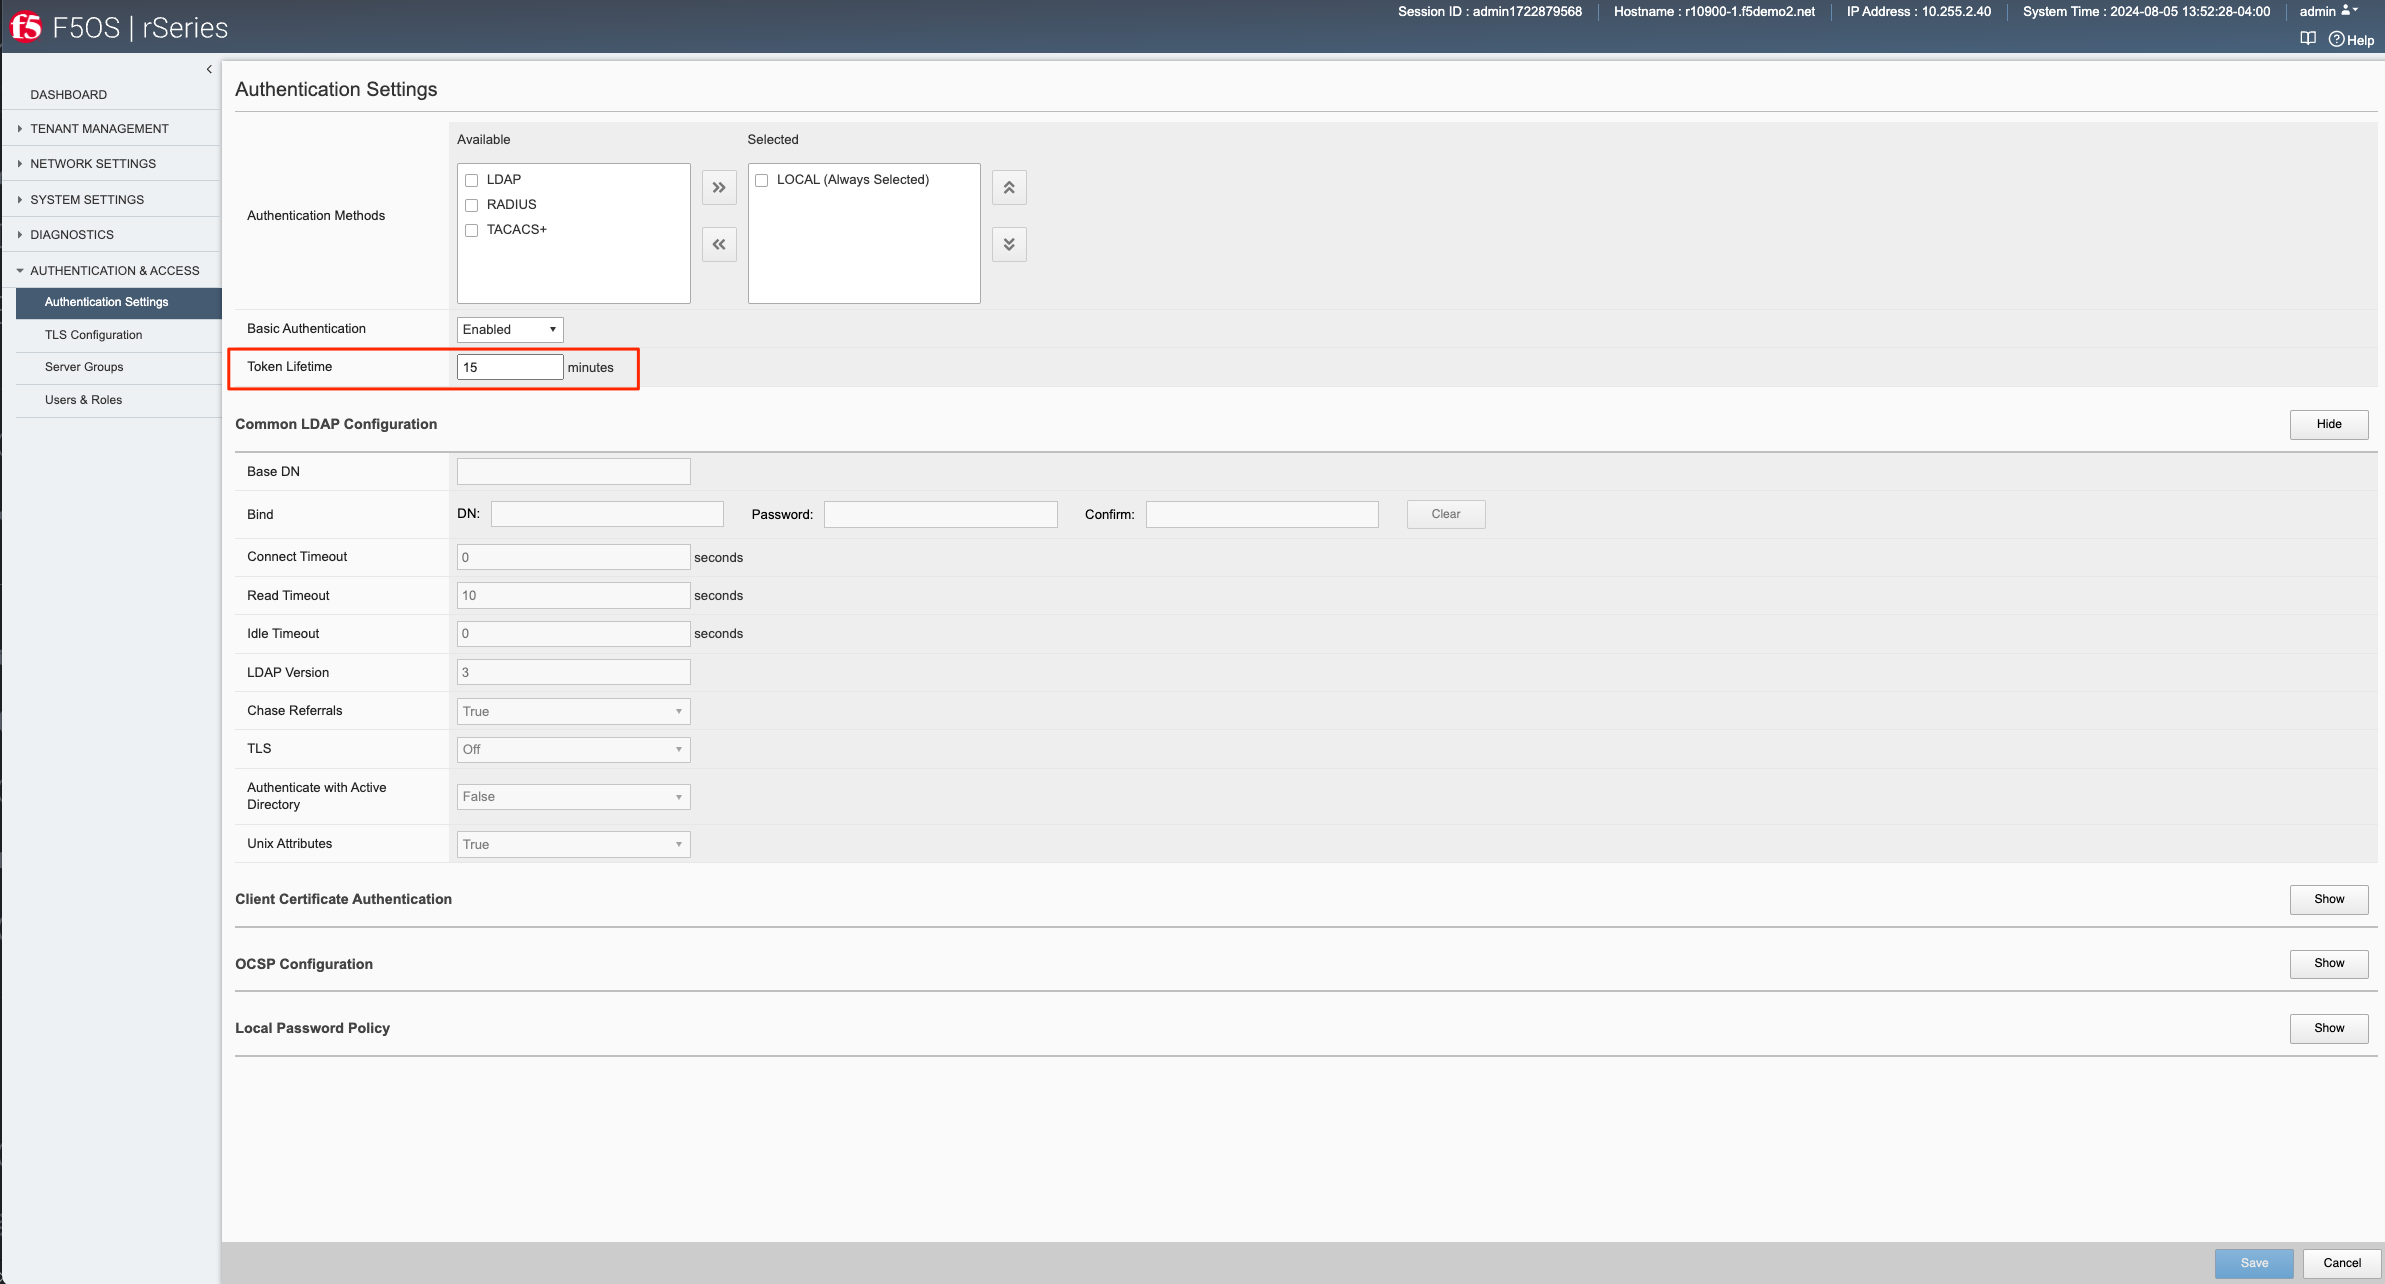 Session ID : admin1722879568 Hostname : r10900-1.f5demo2.net IP Address : 10.255.2.40 System Time : 2024-08-05 13:52:28-04:00 admin
f5 F5OS | rSeries
Help
DASHBOARD
TENANT MANAGEMENT
NETWORK SETTINGS
SYSTEM SETTINGS
DIAGNOSTICS
AUTHENTICATION & ACCESS
Authentication Settings
TLS Configuration
Server Groups
Users & Roles
Authentication Settings
Available Selected
Authentication Methods
LDAP
RADIUS
TACACS+
LOCAL (Always Selected)
Basic Authentication Enabled
Token Lifetime 15 minutes
Common LDAP Configuration Hide
Base DN
Bind DN: Password: Confirm: Clear
Connect Timeout 0 seconds
Read Timeout 10 seconds
Idle Timeout 0 seconds
LDAP Version 3
Chase Referrals True
TLS Off
Authenticate with Active
Directory
False
Unix Attributes True
Client Certificate Authentication Show
OCSP Configuration Show
Local Password Policy Show
Save Cancel